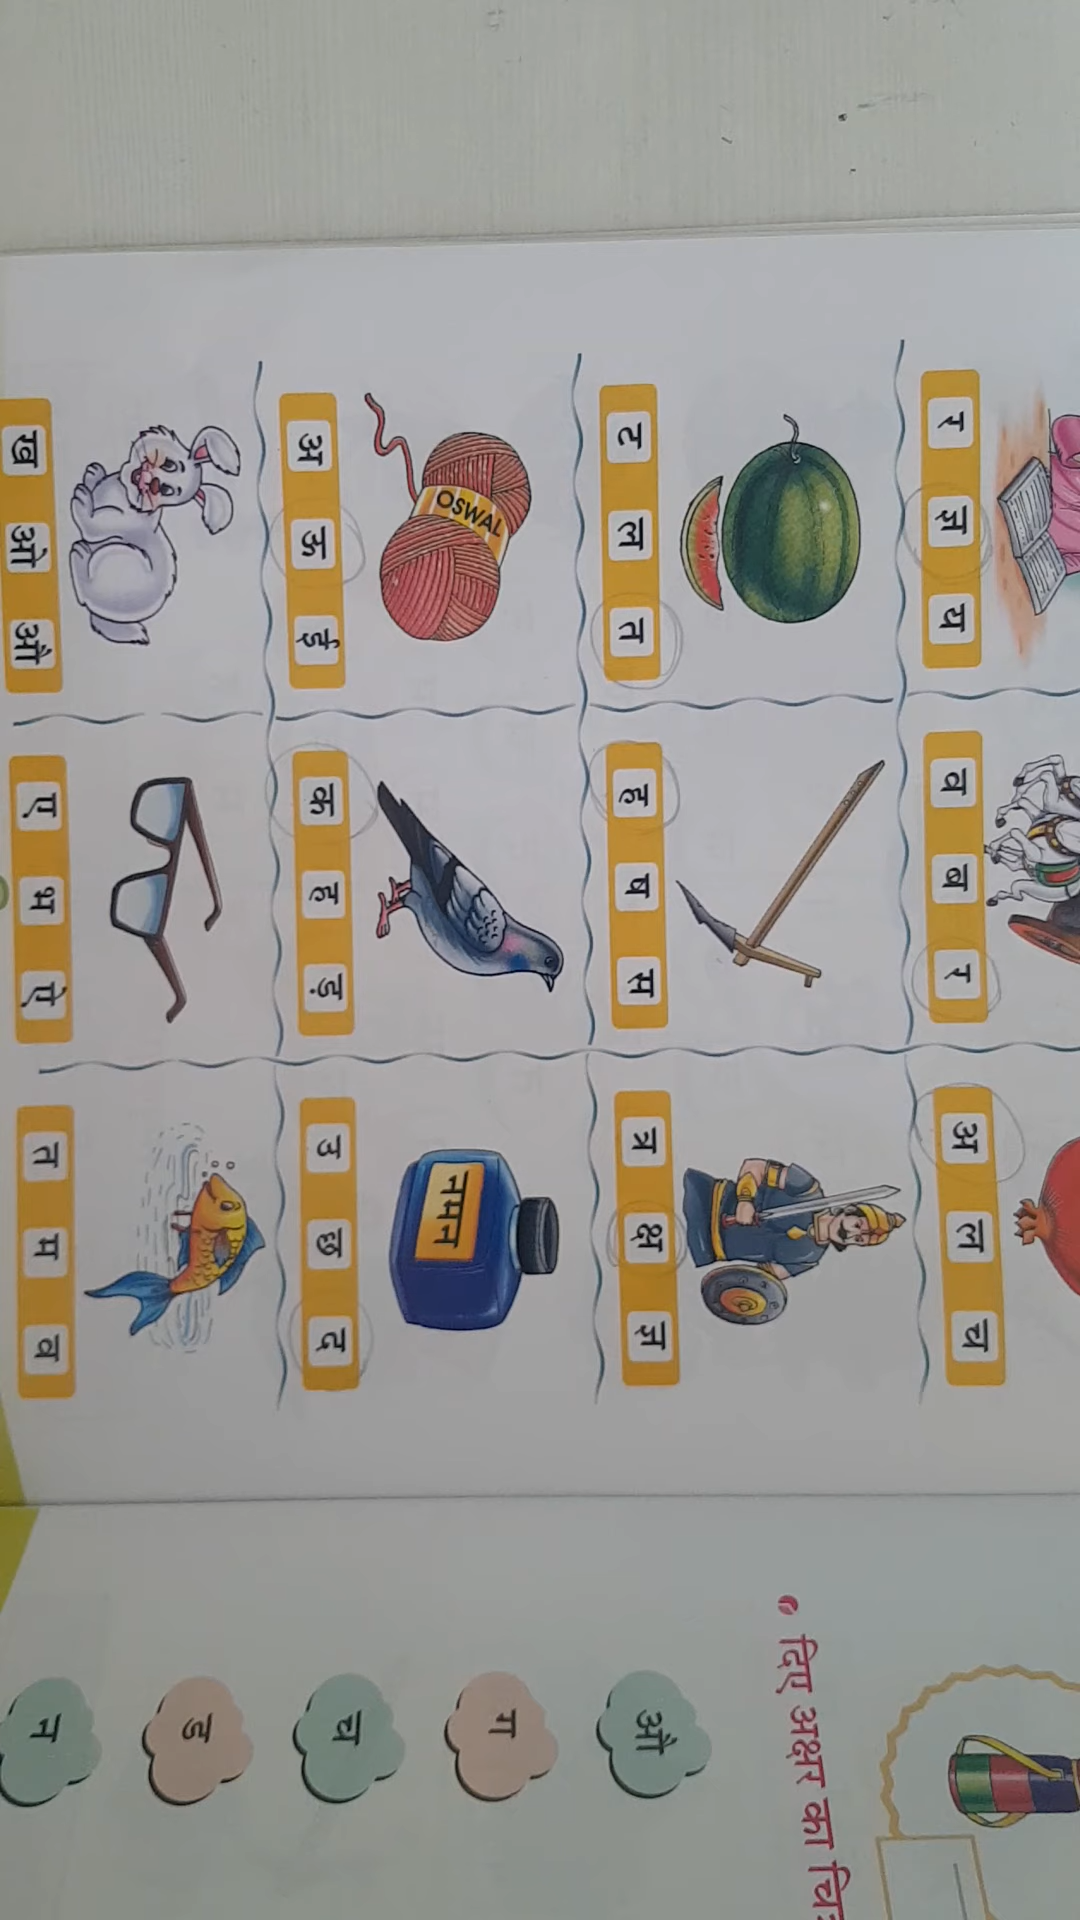 र ज्ञ य
व ब र
अ ल च
ट ल त
ह ष स
त्र क्ष ज्ञ
OSWAL
अ ऊ ई
क ह ड़
नमन
उ छ द
ख ओ औ
ए भ ऐ
त म व
दिए अक्षर का
औ
ग
च
ड
न